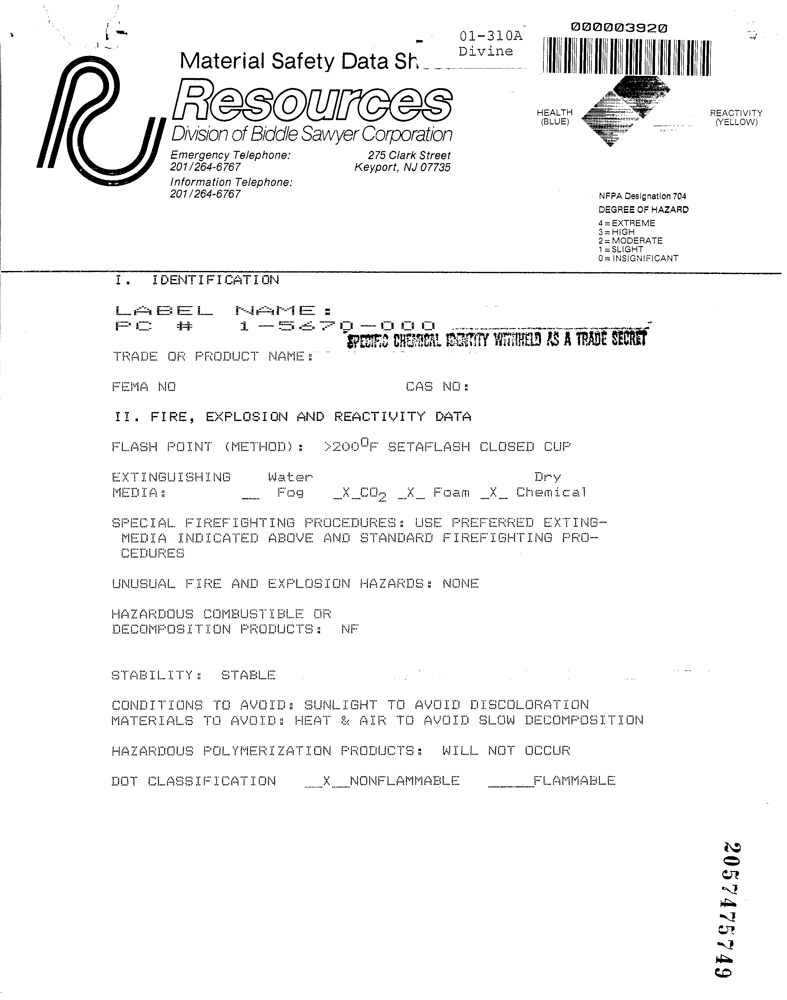 000003920
01-310A
Divine
Material Safety Data Sh
Resources
Division of Biddle Sawyer Corporation
Emergency Telephone:
201/264-6767
275 Clark Street
Keyport, NJ 07735
Information Telephone:
201/264-6767
HEALTH
(BLUE)
REACTIVITY
(YELLOW)
NFPA Designation 704
DEGREE OF HAZARD
4 = EXTREME
3 = HIGH
2 = MODERATE
1 = SLIGHT
0 = INSIGNIFICANT
I. IDENTIFICATION
LABEL NAME:
PC # 1-5670-000
SPECIFIC CHEMICAL IDENTITY WITHHELD AS A TRADE SECRET
TRADE OR PRODUCT NAME:
FEMA NO CAS NO:
II. FIRE, EXPLOSION AND REACTIVITY DATA
FLASH POINT (METHOD): >200°F SETAFLASH CLOSED CUP
EXTINGUISHING Water Dry
MEDIA: __ Fog _X_CO2 _X_ Foam _X_ Chemical
SPECIAL FIREFIGHTING PROCEDURES: USE PREFERRED EXTING-
MEDIA INDICATED ABOVE AND STANDARD FIREFIGHTING PRO-
CEDURES
UNUSUAL FIRE AND EXPLOSION HAZARDS: NONE
HAZARDOUS COMBUSTIBLE OR
DECOMPOSITION PRODUCTS: NF
STABILITY: STABLE
CONDITIONS TO AVOID: SUNLIGHT TO AVOID DISCOLORATION
MATERIALS TO AVOID: HEAT & AIR TO AVOID SLOW DECOMPOSITION
HAZARDOUS POLYMERIZATION PRODUCTS: WILL NOT OCCUR
DOT CLASSIFICATION __X__NONFLAMMABLE _____FLAMMABLE
2057475749